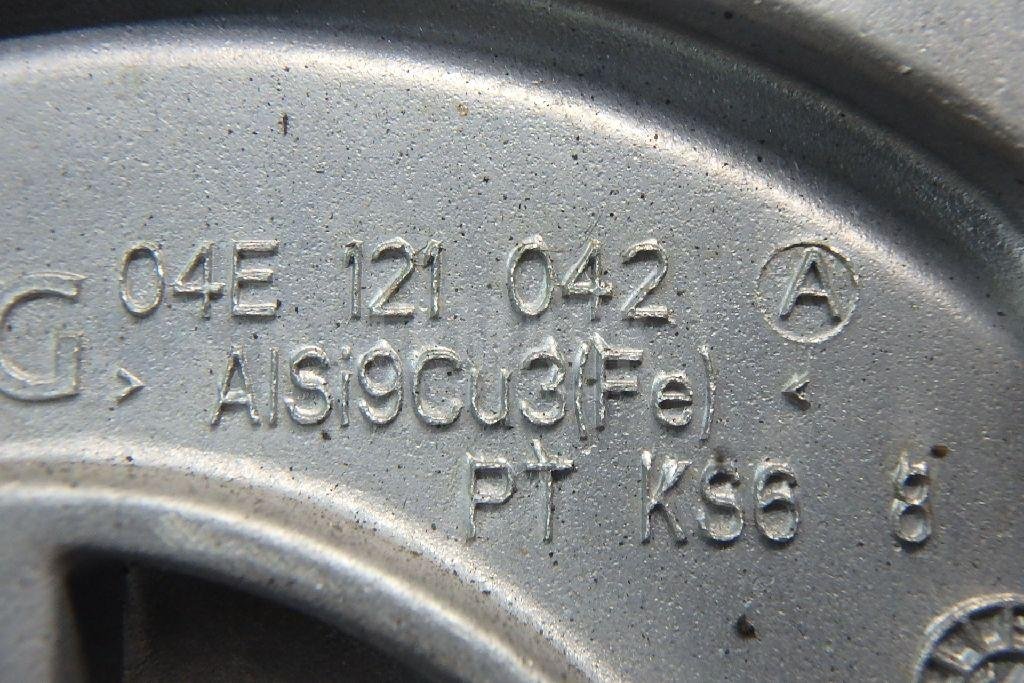 04E 121 042 A
G
> AlSi9Cu3(Fe) <
PT KS6 8